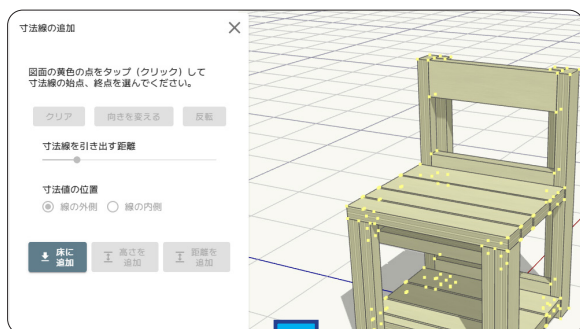 寸法線の追加
図面の黄色の点をタップ（クリック）して
寸法線の始点、終点を選んでください。
クリア 向きを変える 反転
寸法線を引き出す距離
寸法値の位置
線の外側 線の内側
床に
追加
高さを
追加
距離を
追加